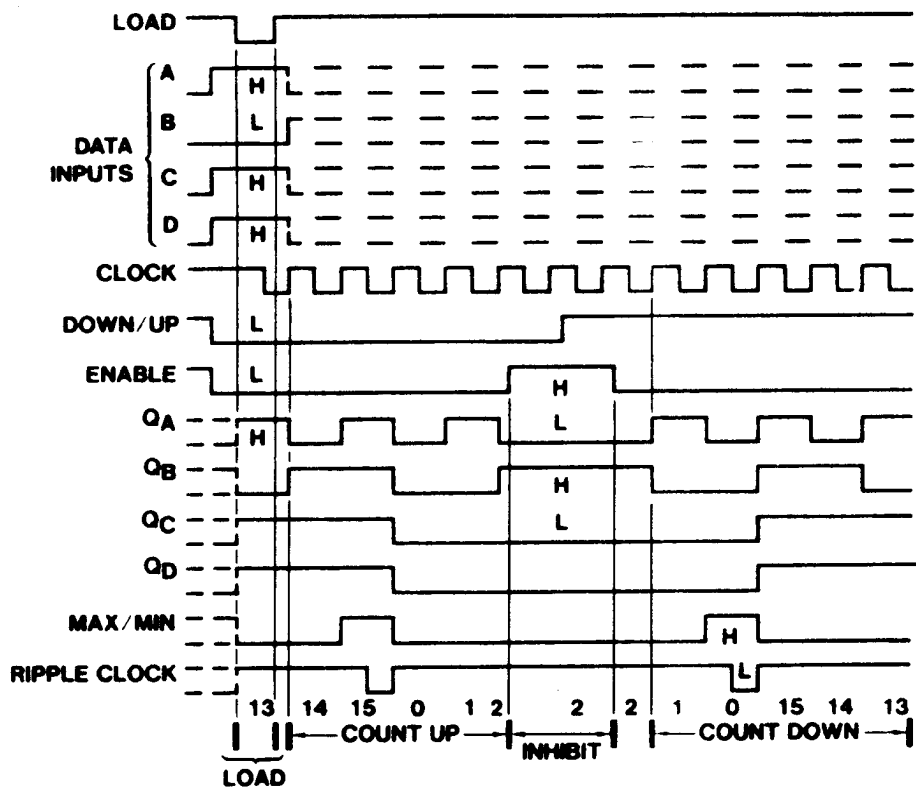 LOAD
A H
B L
DATA INPUTS
C H
D H
CLOCK
DOWN/UP L
ENABLE L H
QA H L
QB H
QC L
QD
MAX/MIN H
RIPPLE CLOCK L
13 14 15 0 1 2 2 2 1 0 15 14 13
COUNT UP INHIBIT COUNT DOWN
LOAD